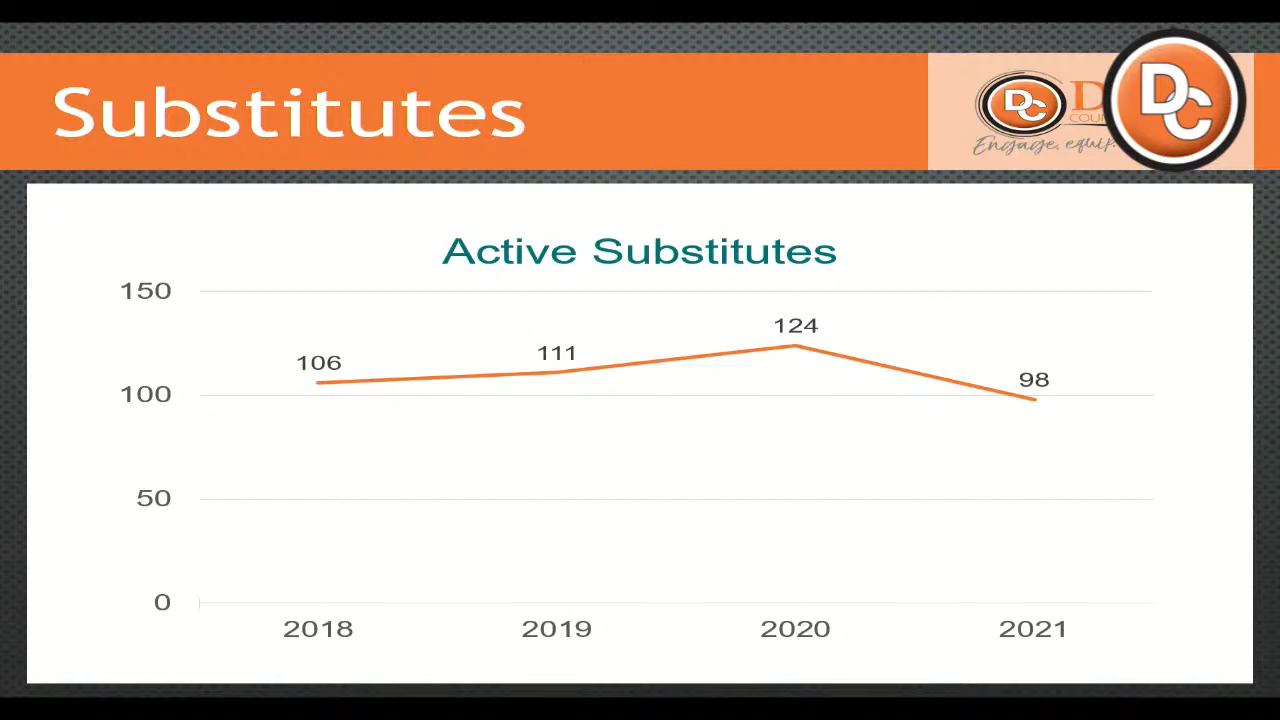 Substitutes
DC
DC
COUN
Engage, equip,
Active Substitutes
150
100
50
0
106
111
124
98
2018
2019
2020
2021